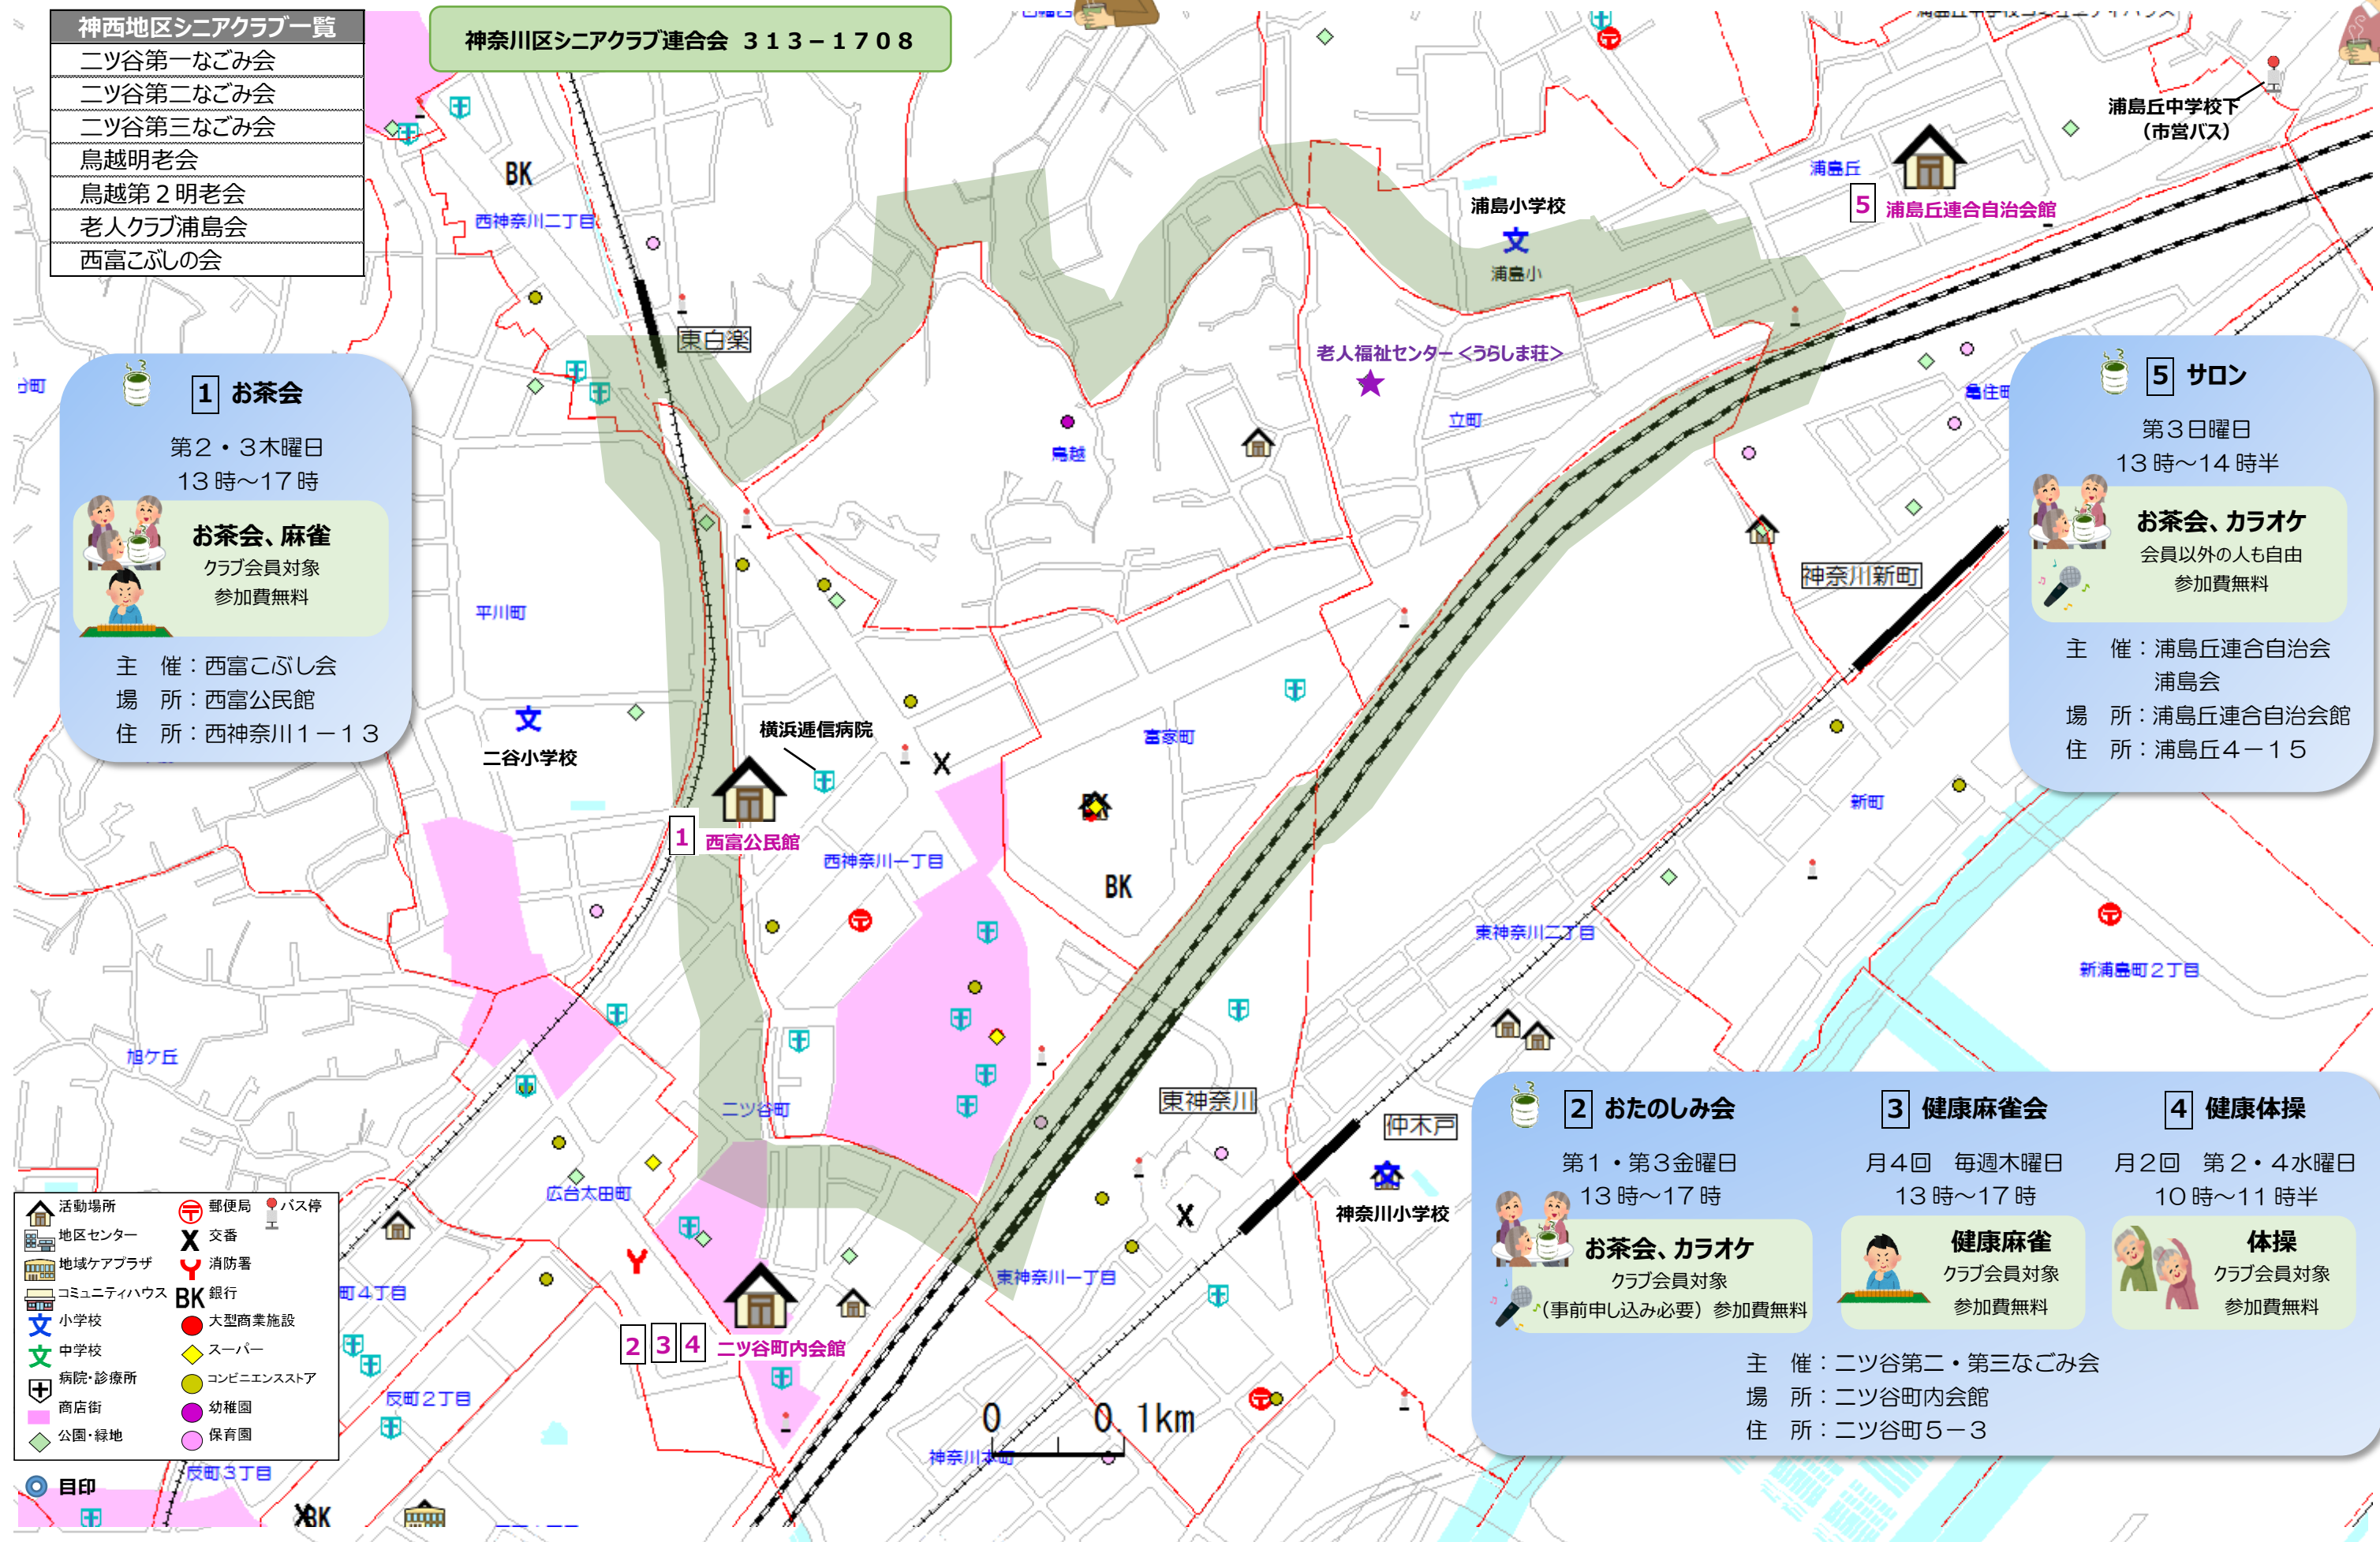 神西地区シニアクラブ一覧
二ツ谷第一なごみ会
二ツ谷第二なごみ会
二ツ谷第三なごみ会
鳥越明老会
鳥越第２明老会
老人クラブ浦島会
西富こぶしの会
神奈川区シニアクラブ連合会 ３１３－１７０８
浦島丘中学校下
（市営バス）
BK
西神奈川二丁目
東白楽
浦島小学校
文
浦島小
浦島丘
5 浦島丘連合自治会館
老人福祉センター＜うらしま荘＞
立町
鳥越
亀住町
神奈川新町
1 お茶会
第２・３木曜日
13時～17時
お茶会、麻雀
クラブ会員対象
参加費無料
主　催：西富こぶし会
場　所：西富公民館
住　所：西神奈川１－１３
5 サロン
第３日曜日
13時～14時半
お茶会、カラオケ
会員以外の人も自由
参加費無料
主　催：浦島丘連合自治会
浦島会
場　所：浦島丘連合自治会館
住　所：浦島丘４－１５
平川町
文
二谷小学校
横浜逓信病院
X
富家町
1 西富公民館
西神奈川一丁目
BK
新町
東神奈川二丁目
新浦島町２丁目
旭ケ丘
二ツ谷町
東神奈川
仲木戸
神奈川小学校
X
広台太田町
東神奈川一丁目
町４丁目
2 3 4 二ツ谷町内会館
反町２丁目
反町３丁目
神奈川本町
0 0.1km
BK
2 おたのしみ会
第１・第３金曜日
13時～17時
お茶会、カラオケ
クラブ会員対象
（事前申し込み必要）参加費無料
3 健康麻雀会
月４回　毎週木曜日
13時～17時
健康麻雀
クラブ会員対象
参加費無料
4 健康体操
月２回　第２・４水曜日
10時～11時半
体操
クラブ会員対象
参加費無料
主　催：二ツ谷第二・第三なごみ会
場　所：二ツ谷町内会館
住　所：二ツ谷町５－３
活動場所
地区センター
地域ケアプラザ
コミュニティハウス
文 小学校
文 中学校
病院・診療所
商店街
公園・緑地
郵便局
X 交番
Y 消防署
BK 銀行
大型商業施設
スーパー
コンビニエンスストア
幼稚園
保育園
バス停
目印